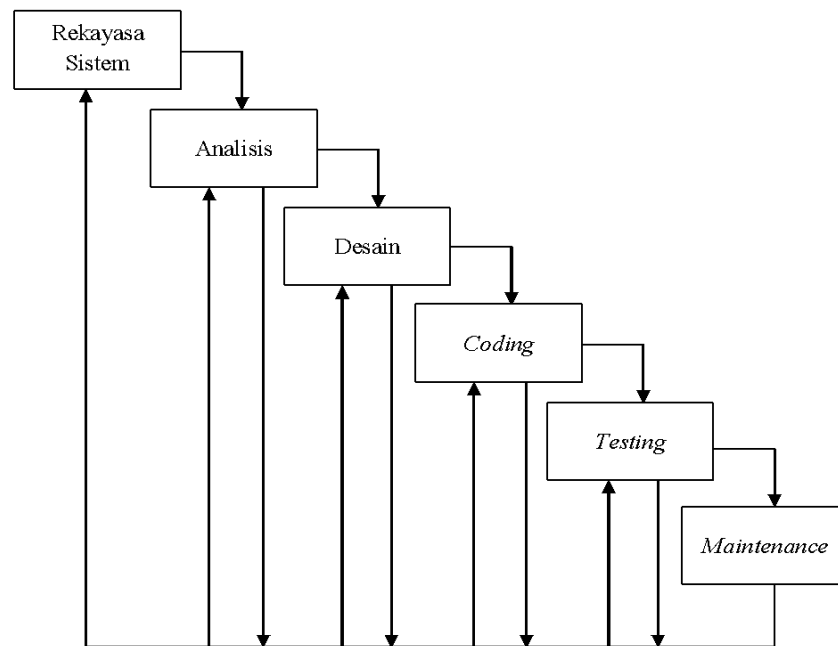 Rekayasa
Sistem
Analisis
Desain
Coding
Testing
Maintenance